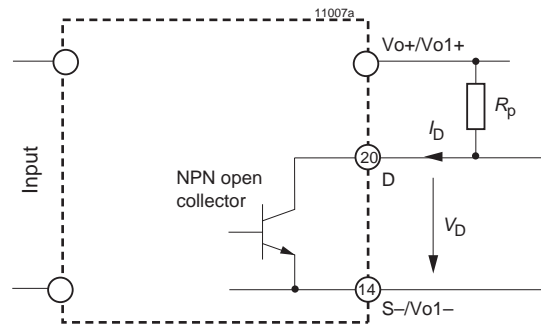 11007a
Vo+/Vo1+
Rp
ID
20
D
Input
NPN open
collector
VD
14
S–/Vo1–